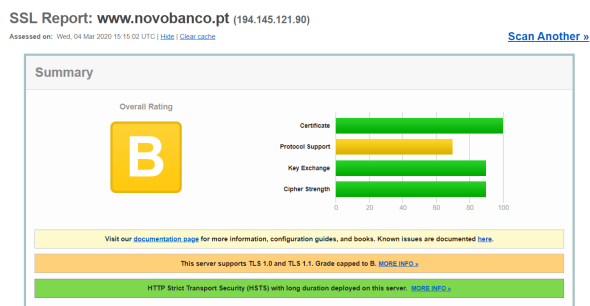 SSL Report: www.novobanco.pt (194.145.121.90)
Assessed on: Wed, 04 Mar 2020 15:15:02 UTC | Hide | Clear cache
Scan Another »
Summary
Overall Rating
B
Certificate
Protocol Support
Key Exchange
Cipher Strength
0 20 40 60 80 100
Visit our documentation page for more information, configuration guides, and books. Known issues are documented here.
This server supports TLS 1.0 and TLS 1.1. Grade capped to B. MORE INFO »
HTTP Strict Transport Security (HSTS) with long duration deployed on this server. MORE INFO »